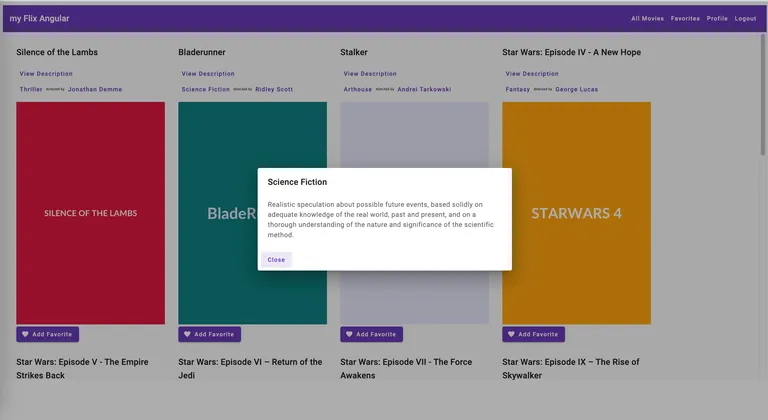 my Flix Angular
All Movies Favorites Profile Logout
Silence of the Lambs
View Description
Thriller directed by Jonathan Demme
SILENCE OF THE LAMBS
Add Favorite
Bladerunner
View Description
Science Fiction directed by Ridley Scott
BladeR
Stalker
View Description
Arthouse directed by Andrei Tarkowski
Add Favorite
Star Wars: Episode IV - A New Hope
View Description
Fantasy directed by George Lucas
STARWARS 4
Add Favorite
Science Fiction
Realistic speculation about possible future events, based solidly on
adequate knowledge of the real world, past and present, and on a
thorough understanding of the nature and significance of the scientific
method.
Close
Add Favorite
Star Wars: Episode V - The Empire
Strikes Back
Star Wars: Episode VI – Return of the
Jedi
Star Wars: Episode VII - The Force
Awakens
Star Wars: Episode IX – The Rise of
Skywalker